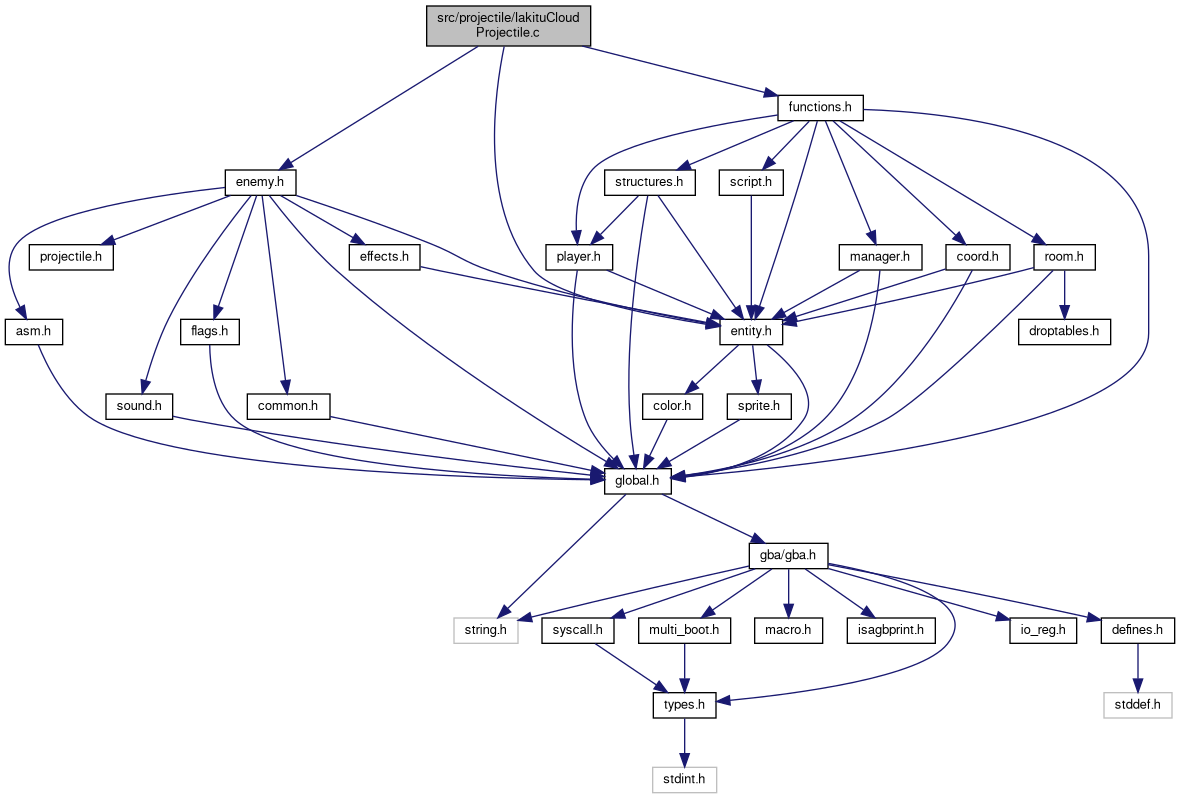 src/projectile/lakituCloud
Projectile.c
functions.h
enemy.h
structures.h
script.h
projectile.h
effects.h
player.h
manager.h
coord.h
room.h
asm.h
flags.h
entity.h
droptables.h
sound.h
common.h
color.h
sprite.h
global.h
gba/gba.h
string.h
syscall.h
multi_boot.h
macro.h
isagbprint.h
io_reg.h
defines.h
types.h
stddef.h
stdint.h